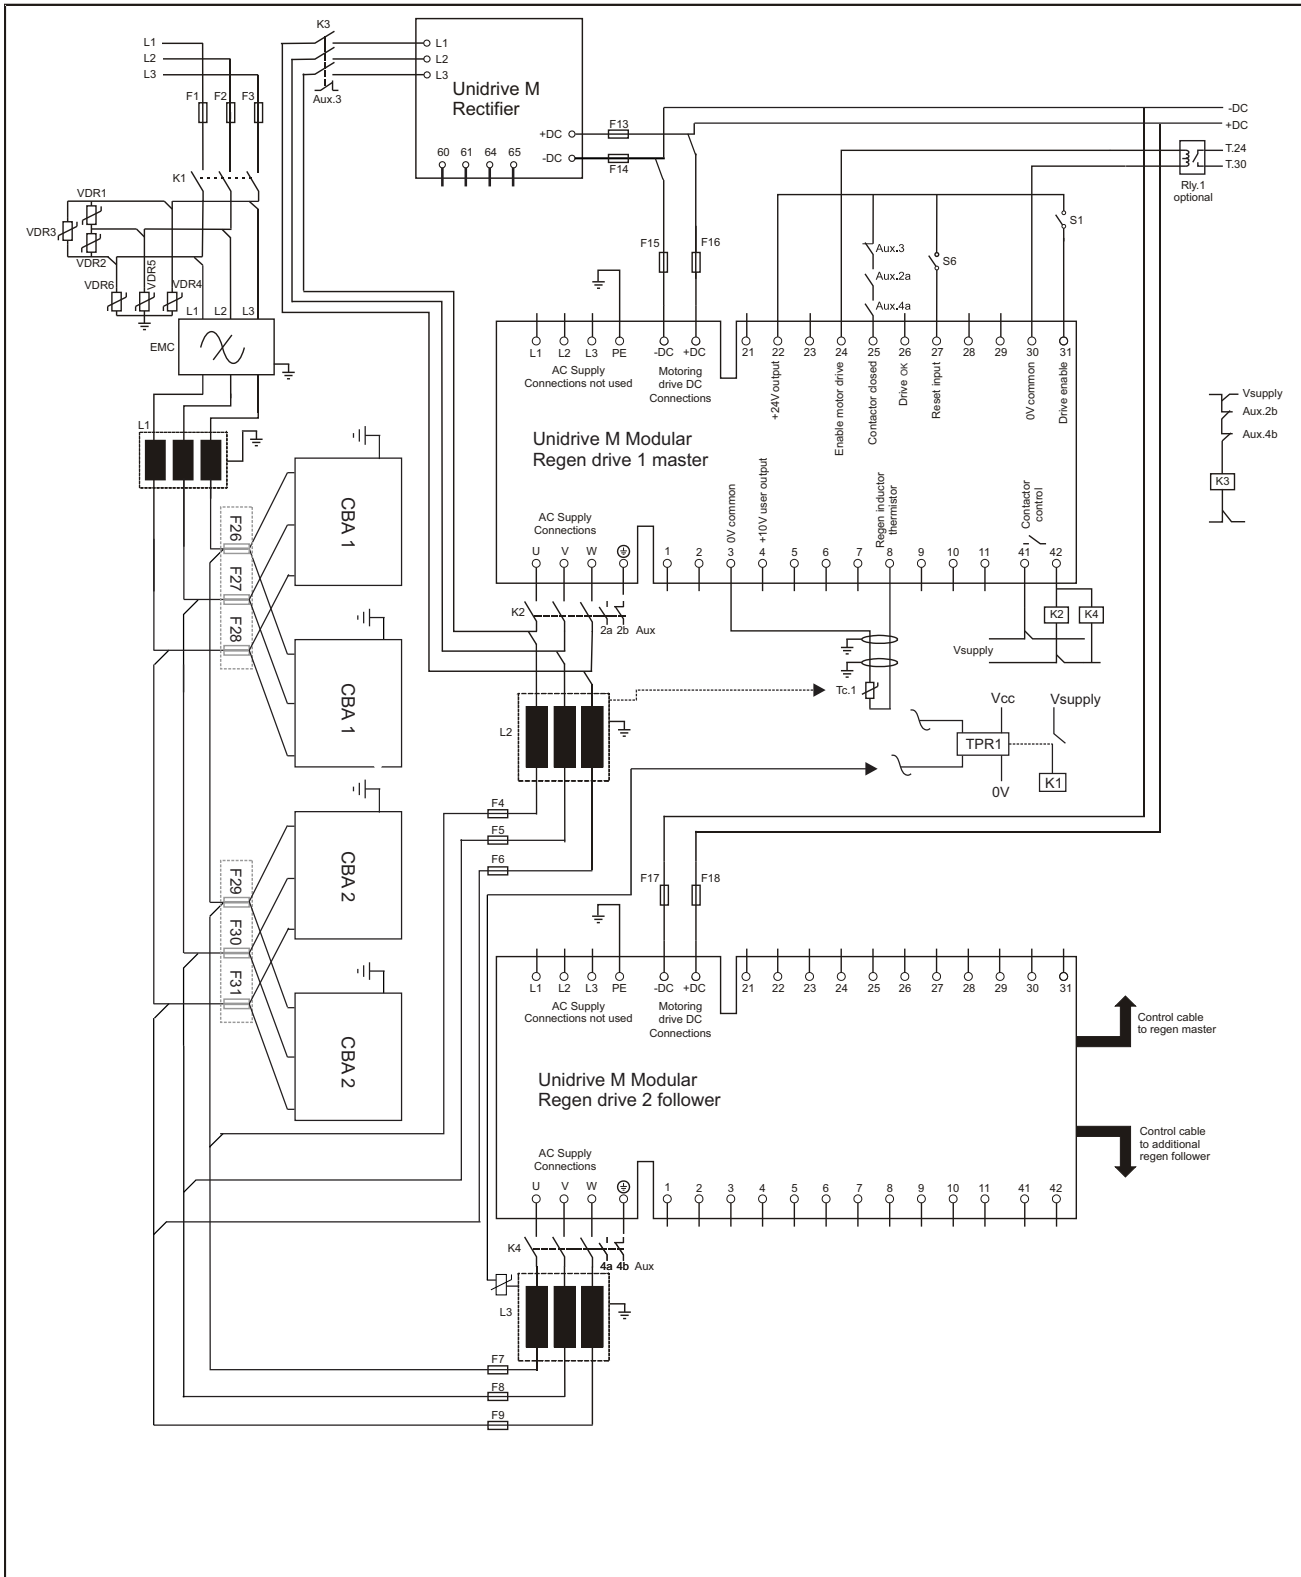 L1
L2
L3
F1 F2 F3
K1
VDR1
VDR3
VDR2
VDR6 VDR5 VDR4
L1 L2 L3
EMC
L1
K3
Aux.3
L1
L2
L3
Unidrive M
Rectifier
+DC
-DC
60 61 64 65
F13
F14
-DC
+DC
T.24
T.30
Rly.1
optional
F15 F16
S1
Aux.3
Aux.2a
Aux.4a
S6
L1 L2 L3 PE
-DC +DC
AC Supply
Connections not used
Motoring
drive DC
Connections
21 22 23 24 25 26 27 28 29 30 31
+24V output
Enable motor drive
Contactor closed
Drive OK
Reset input
0V common
Drive enable
Unidrive M Modular
Regen drive 1 master
AC Supply
Connections
U V W
0V common
+10V user output
Regen inductor
thermistor
Contactor
control
1 2 3 4 5 6 7 8 9 10 11 41 42
Vsupply
Aux.2b
Aux.4b
K3
K2
2a 2b Aux
K2 K4
Vsupply
Tc.1
L2
Vcc
Vsupply
TPR1
K1
0V
F26
F27
F28
CBA 1
CBA 1
F29
F30
F31
CBA 2
CBA 2
F4
F5
F6
F17 F18
L1 L2 L3 PE
-DC +DC
AC Supply
Connections not used
Motoring
drive DC
Connections
21 22 23 24 25 26 27 28 29 30 31
Unidrive M Modular
Regen drive 2 follower
Control cable
to regen master
Control cable
to additional
regen follower
AC Supply
Connections
U V W
1 2 3 4 5 6 7 8 9 10 11 41 42
K4
4a 4b Aux
L3
F7
F8
F9